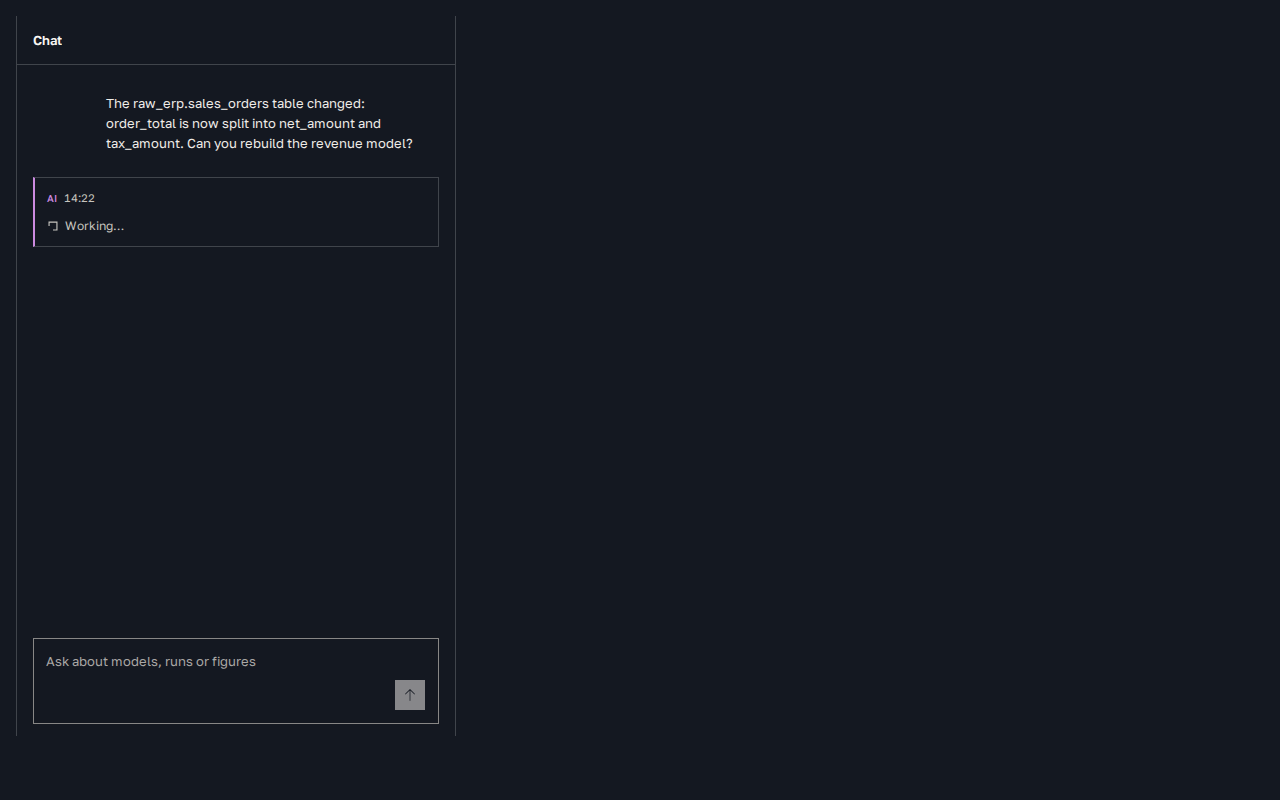 Chat
The raw_erp.sales_orders table changed:
order_total is now split into net_amount and
tax_amount. Can you rebuild the revenue model?
AI 14:22
Working...
Ask about models, runs or figures